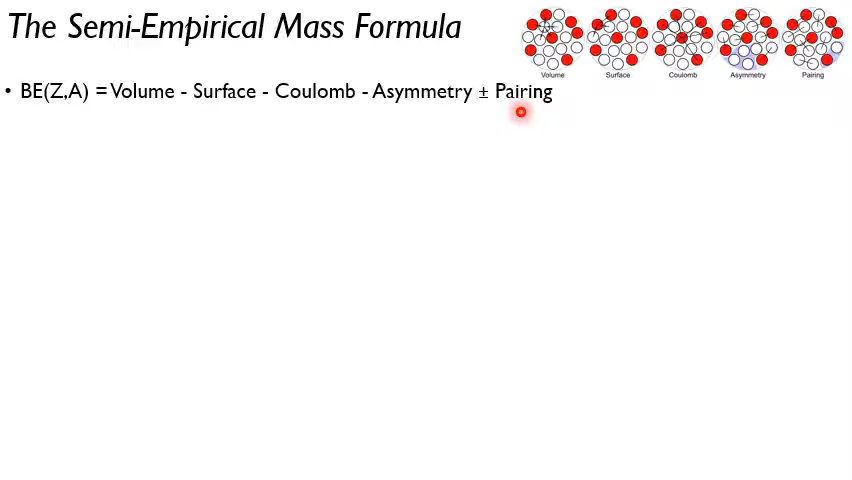 The Semi-Empirical Mass Formula
Volume Surface Coulomb Asymmetry Pairing
• BE(Z,A) = Volume - Surface - Coulomb - Asymmetry ± Pairing